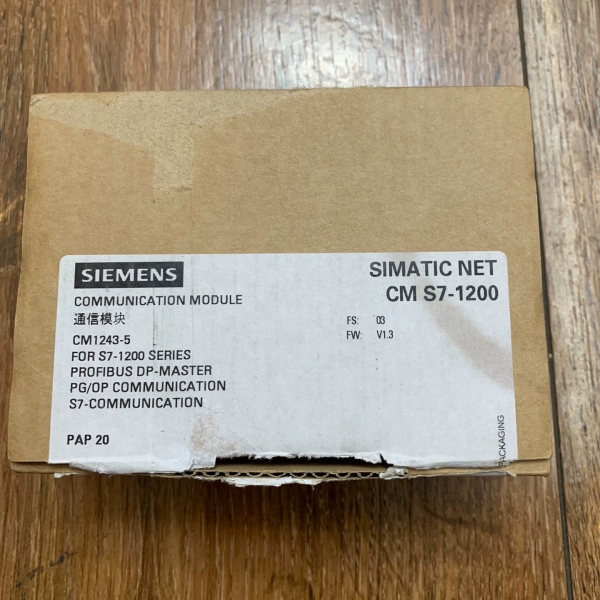 SIEMENS
SIMATIC NET
CM S7-1200
COMMUNICATION MODULE
通信模块
FS: 03
FW: V1.3
CM1243-5
FOR S7-1200 SERIES
PROFIBUS DP-MASTER
PG/OP COMMUNICATION
S7-COMMUNICATION
PAP 20
PACKAGING